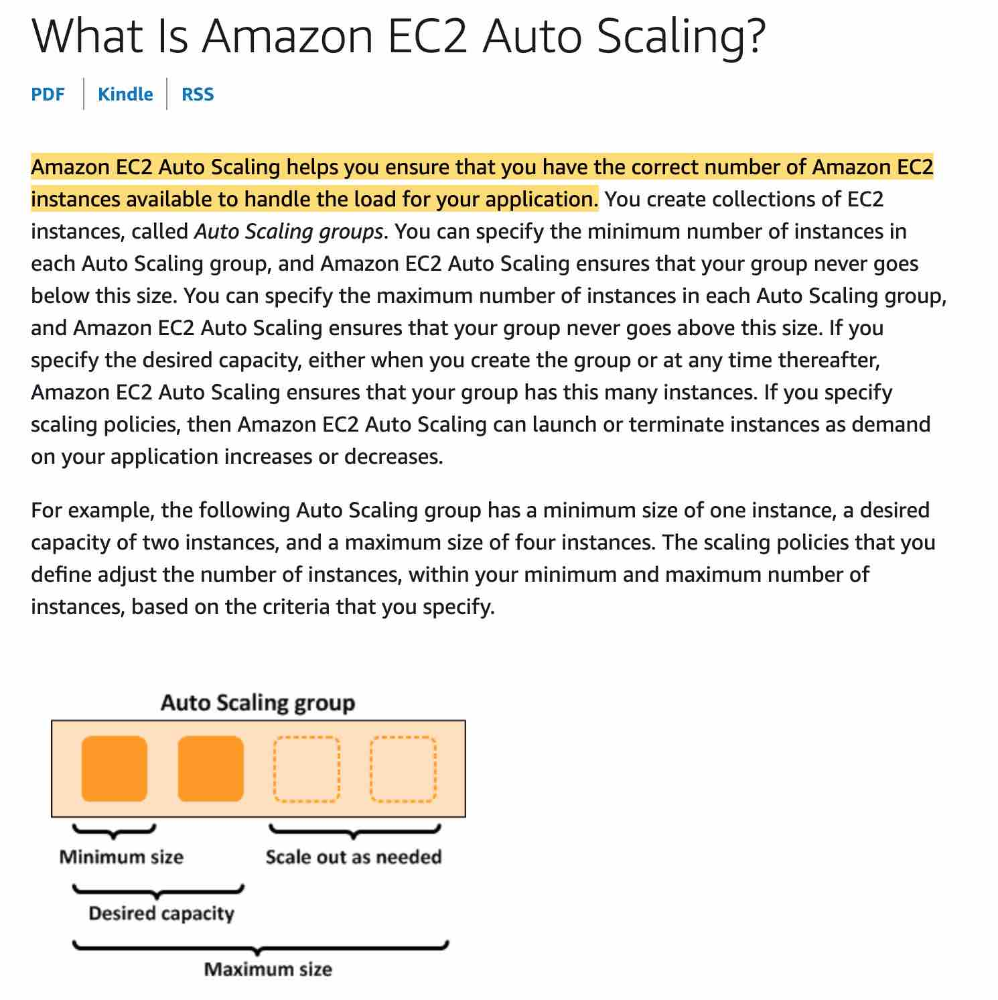 What Is Amazon EC2 Auto Scaling?
PDF
Kindle
RSS
Amazon EC2 Auto Scaling helps you ensure that you have the correct number of Amazon EC2
instances available to handle the load for your application. You create collections of EC2
instances, called Auto Scaling groups. You can specify the minimum number of instances in
each Auto Scaling group, and Amazon EC2 Auto Scaling ensures that your group never goes
below this size. You can specify the maximum number of instances in each Auto Scaling group,
and Amazon EC2 Auto Scaling ensures that your group never goes above this size. If you
specify the desired capacity, either when you create the group or at any time thereafter,
Amazon EC2 Auto Scaling ensures that your group has this many instances. If you specify
scaling policies, then Amazon EC2 Auto Scaling can launch or terminate instances as demand
on your application increases or decreases.
For example, the following Auto Scaling group has a minimum size of one instance, a desired
capacity of two instances, and a maximum size of four instances. The scaling policies that you
define adjust the number of instances, within your minimum and maximum number of
instances, based on the criteria that you specify.
Auto Scaling group
Minimum size
Scale out as needed
Desired capacity
Maximum size